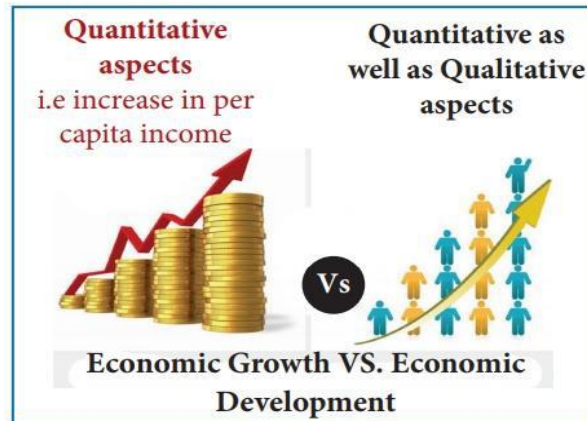 Quantitative
aspects
i.e increase in per
capita income
Quantitative as
well as Qualitative
aspects
Vs
Economic Growth VS. Economic
Development